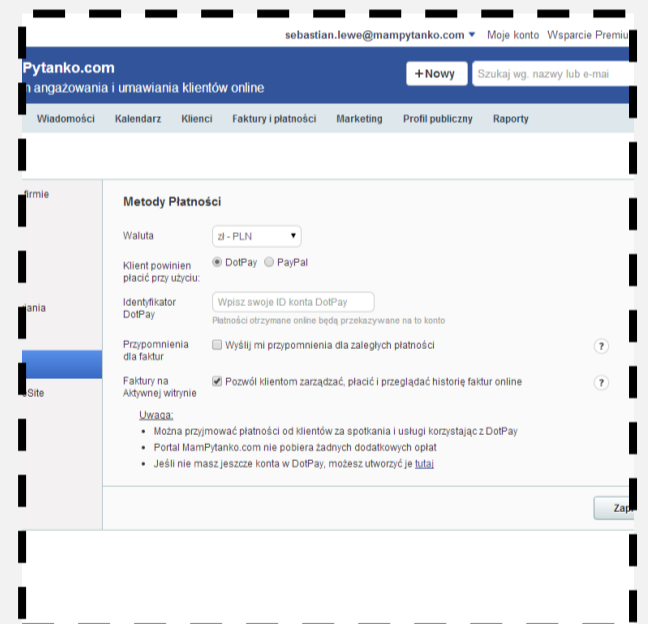 sebastian.lewe@mampytanko.com Moje konto Wsparcie
Pytanko.com
+Nowy Szukaj wg. nazwy lub e-mai
angażowania i umawiania klientów online
Wiadomości Kalendarz Klienci Faktury i płatności Marketing Profil publiczny Raporty
firmie
Metody Płatności
Waluta zł - PLN
Klient powinien płacić przy użyciu: DotPay PayPal
Identyfikator DotPay Wpisz swoje ID konta DotPay
Płatności otrzymane online będą przekazywane na to konto
Przypomnienia dla faktur Wyślij mi przypomnienia dla zaległych płatności ?
Faktury na Aktywnej witrynie Pozwól klientom zarządzać, płacić i przeglądać historię faktur online ?
Site
Uwaga:
• Można przyjmować płatności od klientów za spotkania i usługi korzystając z DotPay
• Portal MamPytanko.com nie pobiera żadnych dodatkowych opłat
• Jeśli nie masz jeszcze konta w DotPay, możesz utworzyć je tutaj